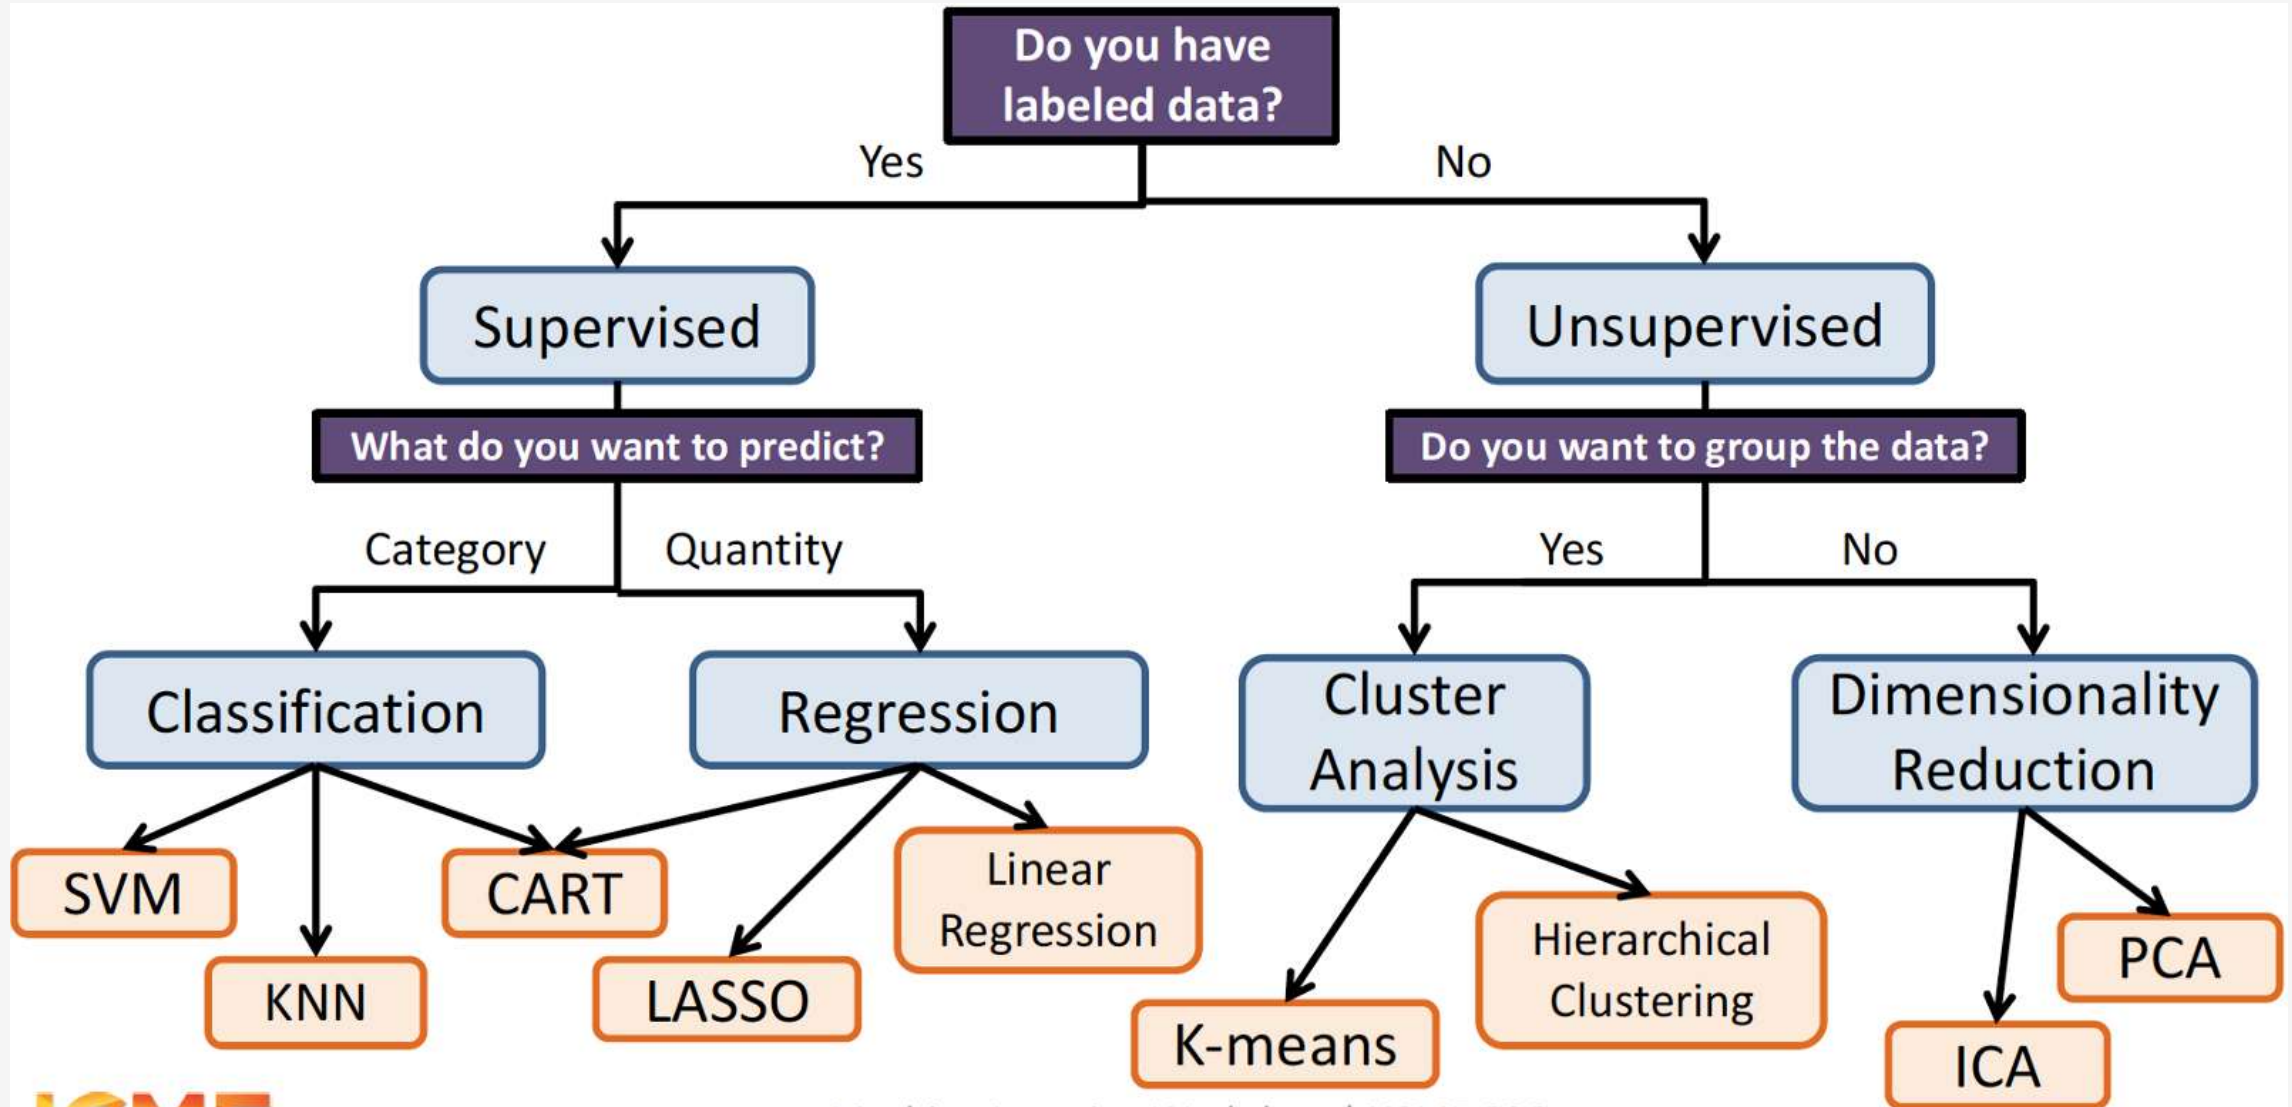 Do you have
labeled data?
Yes
No
Supervised
Unsupervised
What do you want to predict?
Do you want to group the data?
Category
Quantity
Yes
No
Classification
Regression
Cluster
Analysis
Dimensionality
Reduction
SVM
CART
Linear
Regression
Hierarchical
Clustering
PCA
KNN
LASSO
K-means
ICA